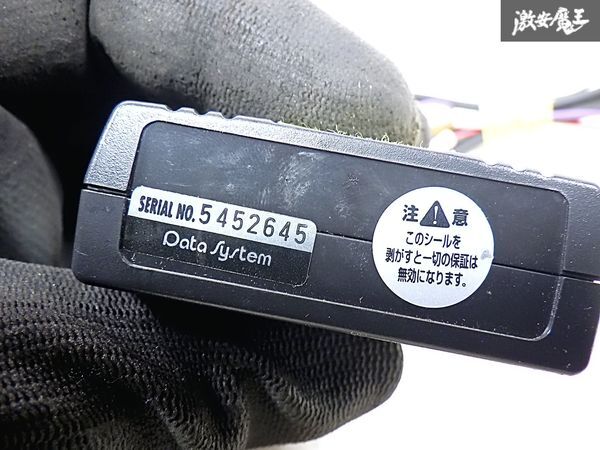 激安魔王
SERIAL NO. 5452645
Data System
注 意
このシールを
剥がすと一切の保証は
無効になります。